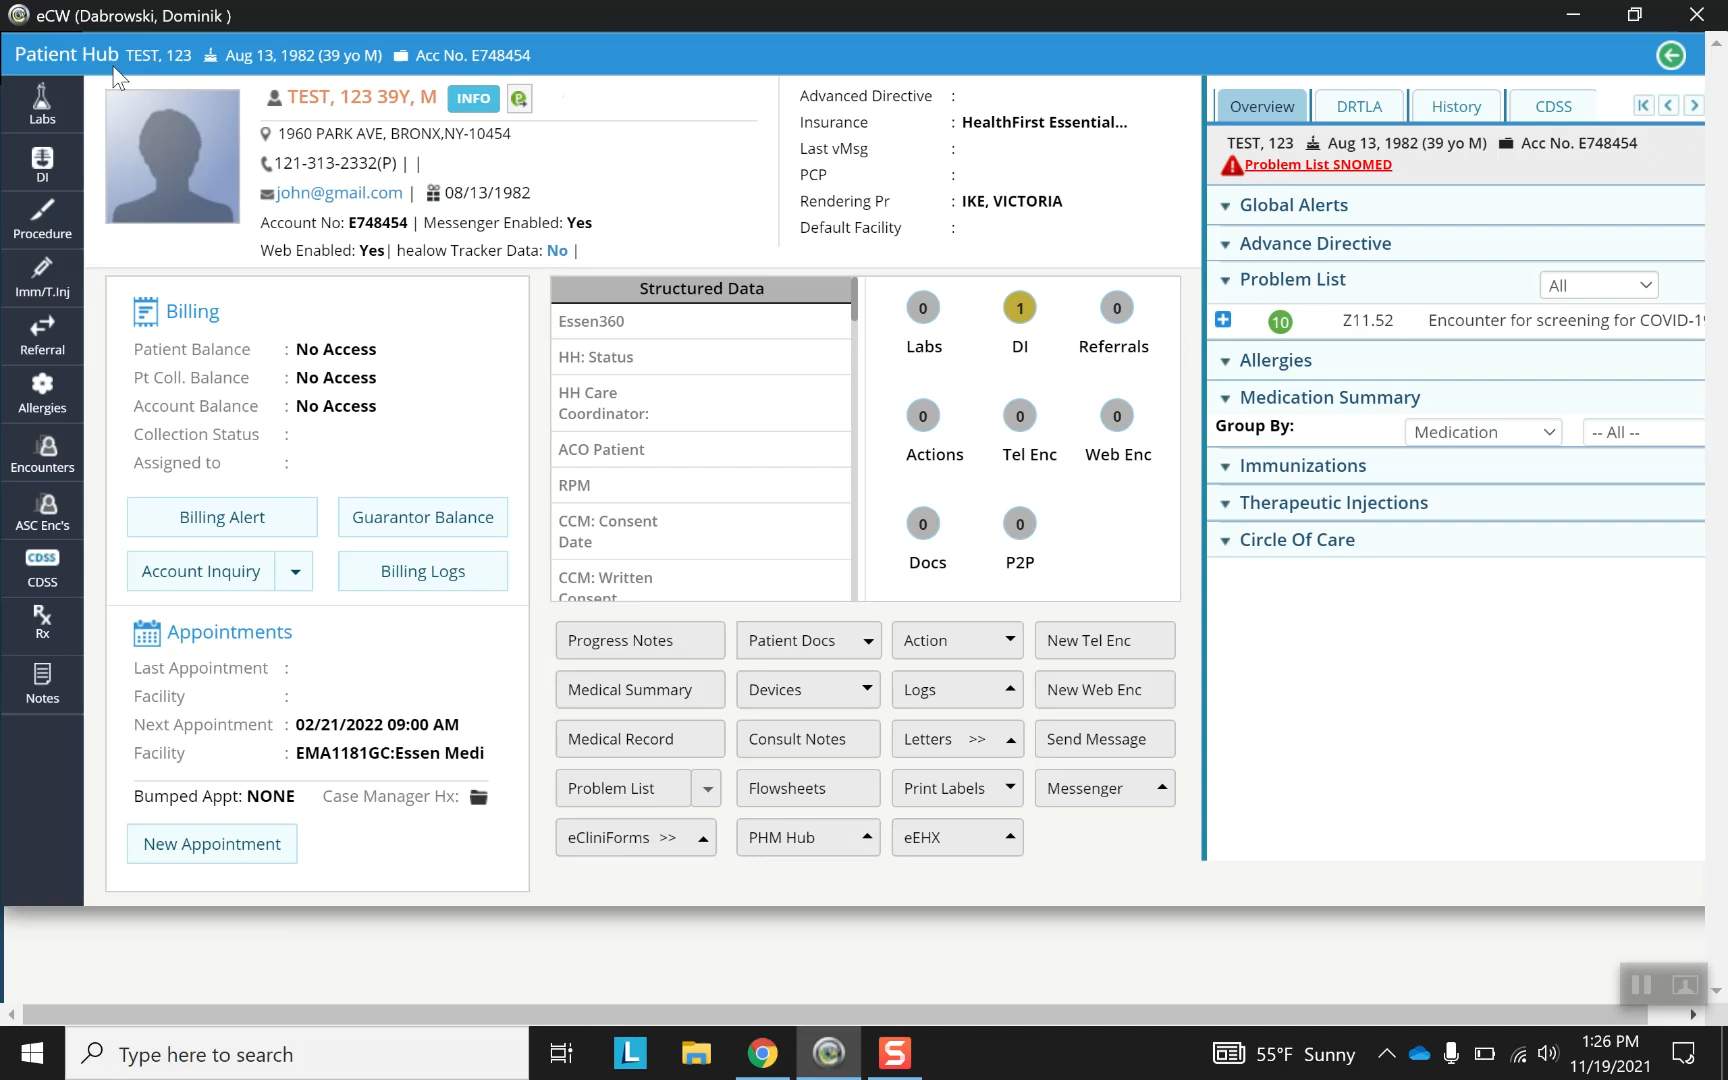 eCW (Dabrowski, Dominik )
Patient Hub TEST, 123 Aug 13, 1982 (39 yo M) Acc No. E748454
Labs
DI
Procedure
Imm/T.Inj
Referral
Allergies
Encounters
ASC Enc's
CDSS
CDSS
Rx
Rx
Notes
TEST, 123 39Y, M INFO
1960 PARK AVE, BRONX,NY-10454
121-313-2332(P) | |
john@gmail.com | 08/13/1982
Account No: E748454 | Messenger Enabled: Yes
Web Enabled: Yes| healow Tracker Data: No |
Advanced Directive :
Insurance : HealthFirst Essential...
Last vMsg :
PCP :
Rendering Pr : IKE, VICTORIA
Default Facility :
Billing
Patient Balance : No Access
Pt Coll. Balance : No Access
Account Balance : No Access
Collection Status :
Assigned to :
Billing Alert Guarantor Balance
Account Inquiry Billing Logs
Appointments
Last Appointment :
Facility :
Next Appointment : 02/21/2022 09:00 AM
Facility : EMA1181GC:Essen Medi
Bumped Appt: NONE Case Manager Hx:
New Appointment
Structured Data
Essen360
HH: Status
HH Care
Coordinator:
ACO Patient
RPM
CCM: Consent
Date
CCM: Written
Consent
0 1 0
Labs DI Referrals
0 0 0
Actions Tel Enc Web Enc
0 0
Docs P2P
Progress Notes Patient Docs Action New Tel Enc
Medical Summary Devices Logs New Web Enc
Medical Record Consult Notes Letters >> Send Message
Problem List Flowsheets Print Labels Messenger
eCliniForms >> PHM Hub eEHX
Overview DRTLA History CDSS
TEST, 123 Aug 13, 1982 (39 yo M) Acc No. E748454
Problem List SNOMED
Global Alerts
Advance Directive
Problem List All
10 Z11.52 Encounter for screening for COVID-19
Allergies
Medication Summary
Group By: Medication -- All --
Immunizations
Therapeutic Injections
Circle Of Care
Type here to search
L
S
55°F Sunny
1:26 PM
11/19/2021